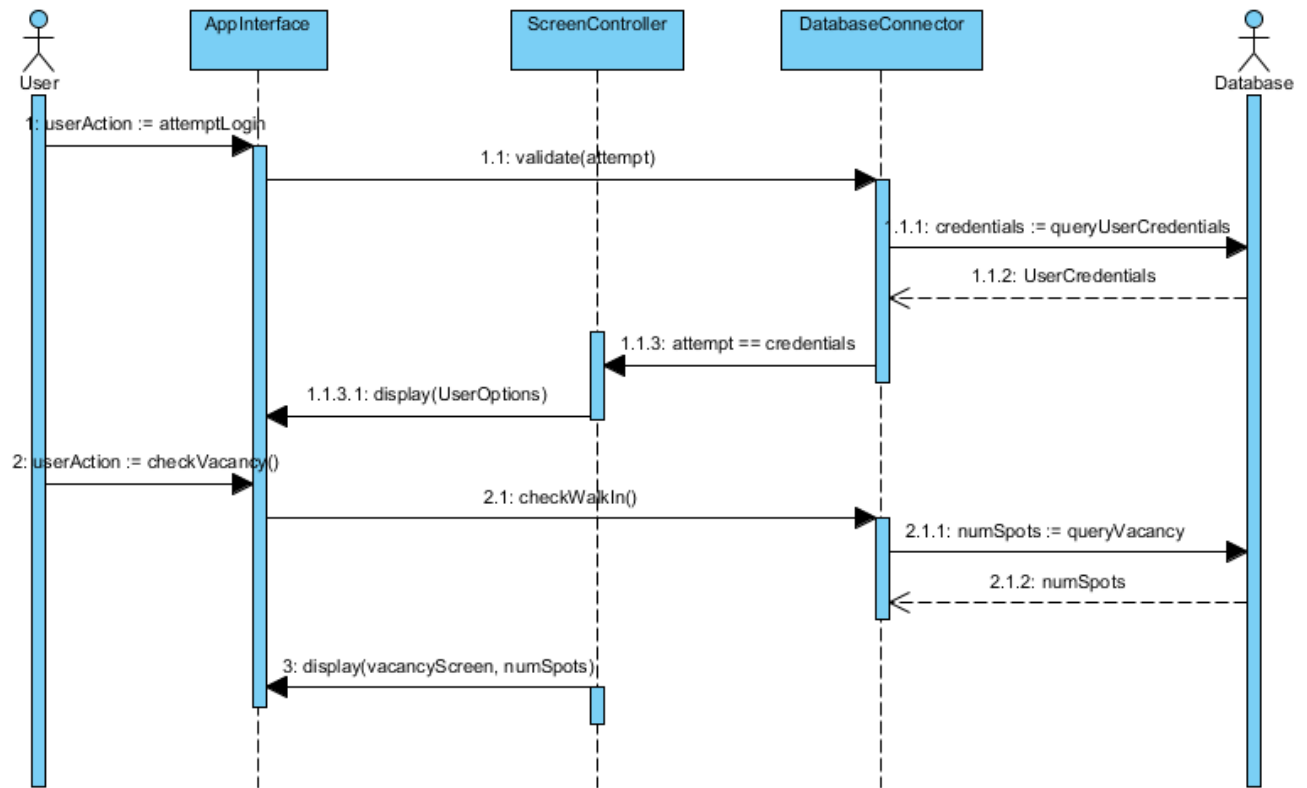 AppInterface
ScreenController
DatabaseConnector
User
Database
1: userAction := attemptLogin
1.1: validate(attempt)
1.1.1: credentials := queryUserCredentials
1.1.2: UserCredentials
1.1.3: attempt == credentials
1.1.3.1: display(UserOptions)
2: userAction := checkVacancy()
2.1: checkWalkIn()
2.1.1: numSpots := queryVacancy
2.1.2: numSpots
3: display(vacancyScreen, numSpots)